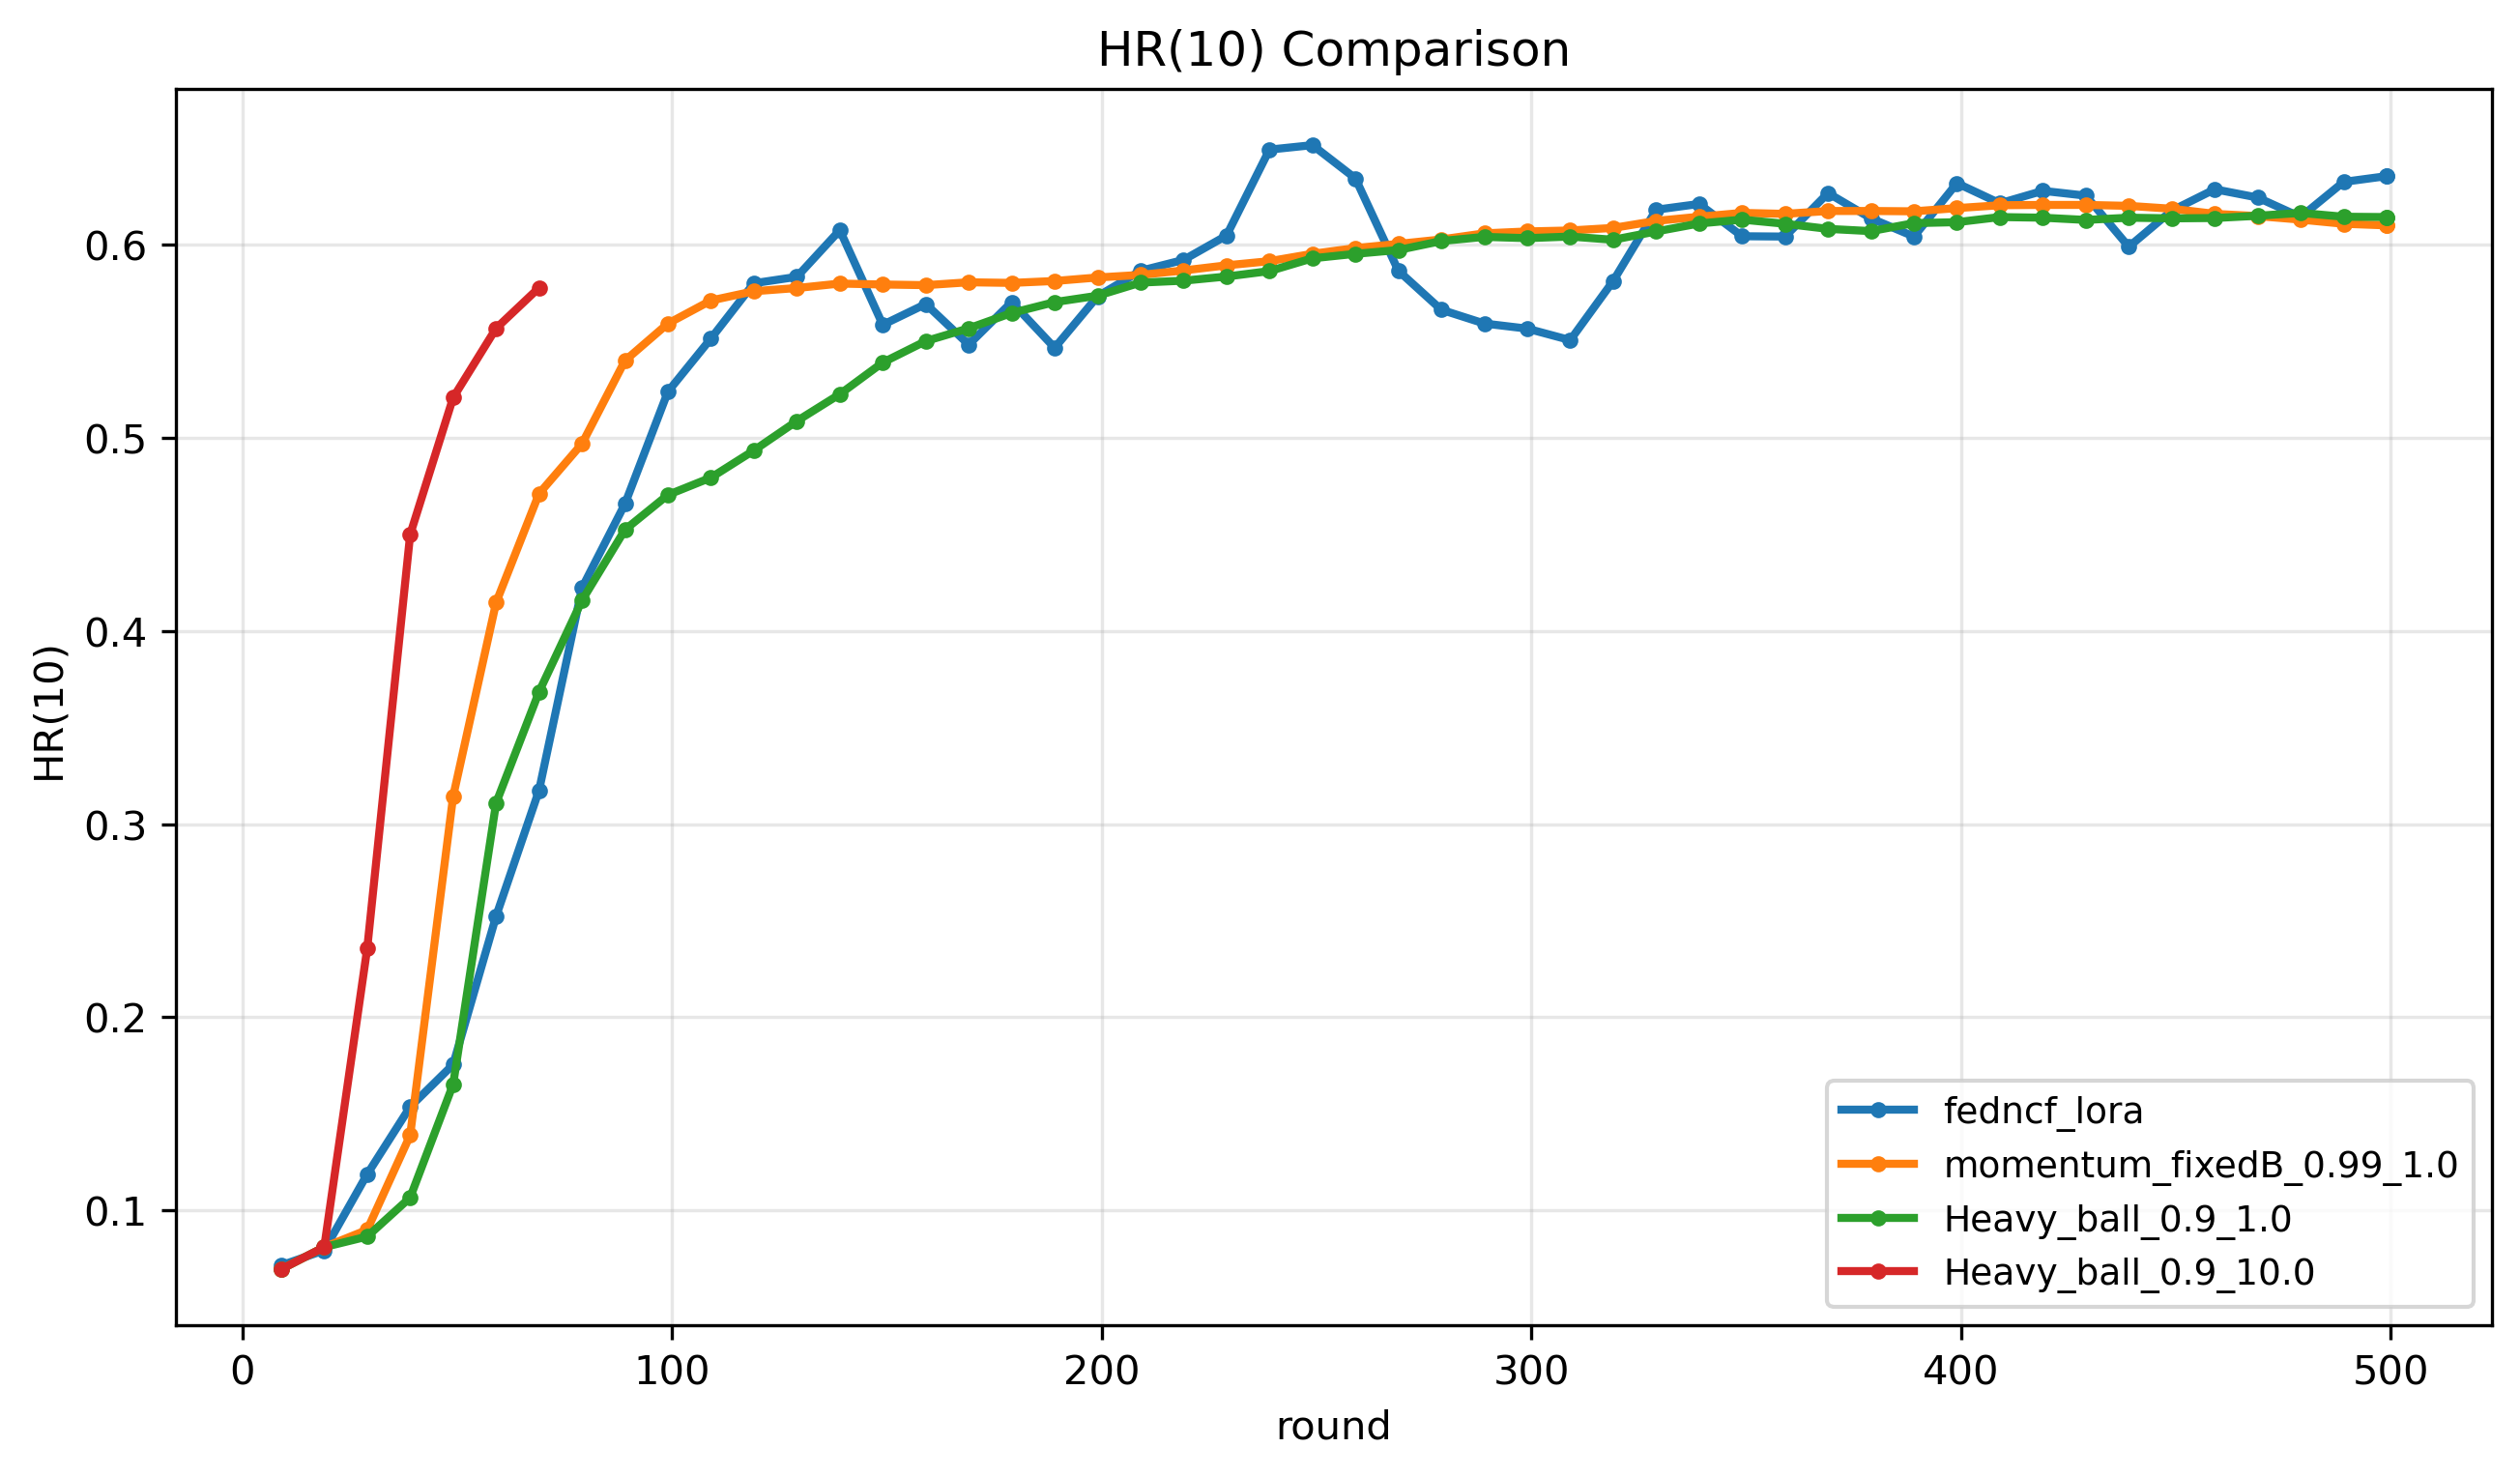 HR(10) Comparison
HR(10)
0.6
0.5
0.4
0.3
0.2
0.1
fedncf_lora
momentum_fixedB_0.99_1.0
Heavy_ball_0.9_1.0
Heavy_ball_0.9_10.0
0 100 200 300 400 500
round